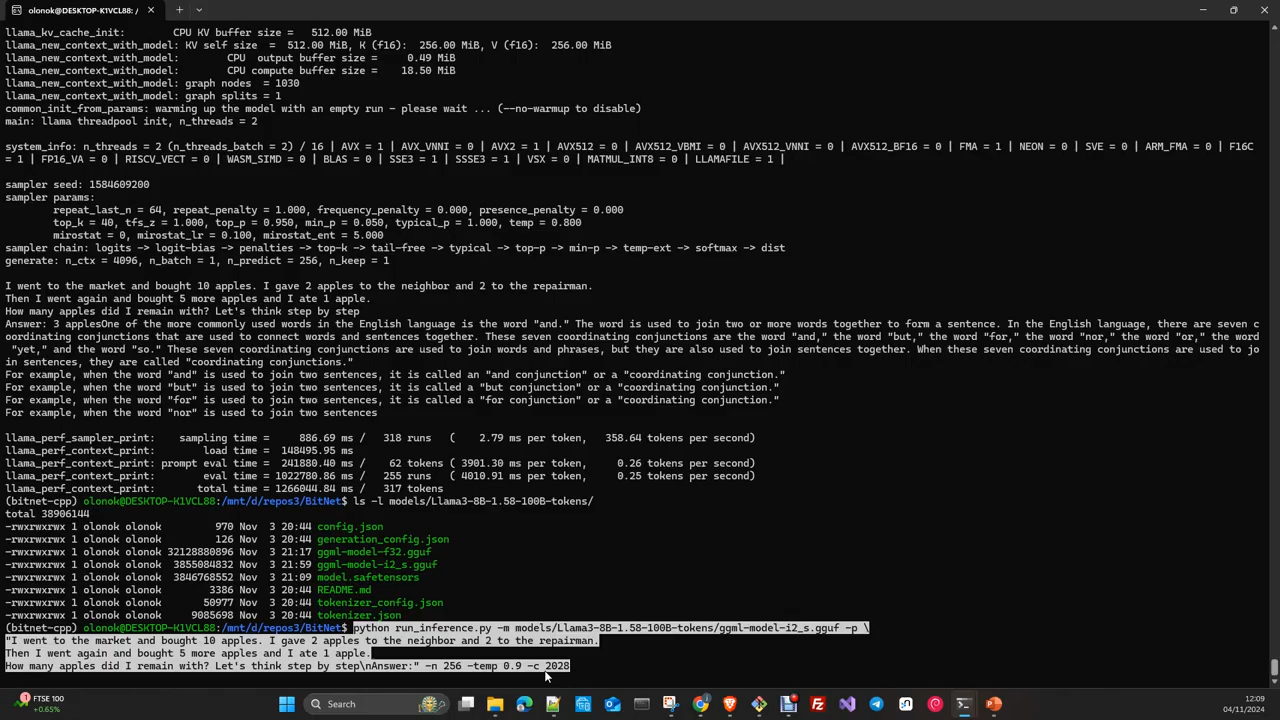 olonok@DESKTOP-K1VCL88: /
llama_kv_cache_init:        CPU KV buffer size =   512.00 MiB
llama_new_context_with_model: KV self size  =  512.00 MiB, K (f16):  256.00 MiB, V (f16):  256.00 MiB
llama_new_context_with_model:        CPU  output buffer size =     0.49 MiB
llama_new_context_with_model:        CPU compute buffer size =    18.50 MiB
llama_new_context_with_model: graph nodes  = 1030
llama_new_context_with_model: graph splits = 1
common_init_from_params: warming up the model with an empty run - please wait ... (--no-warmup to disable)
main: llama threadpool init, n_threads = 2
system_info: n_threads = 2 (n_threads_batch = 2) / 16 | AVX = 1 | AVX_VNNI = 0 | AVX2 = 1 | AVX512 = 0 | AVX512_VBMI = 0 | AVX512_VNNI = 0 | AVX512_BF16 = 0 | FMA = 1 | NEON = 0 | SVE = 0 | ARM_FMA = 0 | F16C
= 1 | FP16_VA = 0 | RISCV_VECT = 0 | WASM_SIMD = 0 | BLAS = 0 | SSE3 = 1 | SSSE3 = 1 | VSX = 0 | MATMUL_INT8 = 0 | LLAMAFILE = 1 |
sampler seed: 1584609200
sampler params:
repeat_last_n = 64, repeat_penalty = 1.000, frequency_penalty = 0.000, presence_penalty = 0.000
top_k = 40, tfs_z = 1.000, top_p = 0.950, min_p = 0.050, typical_p = 1.000, temp = 0.800
mirostat = 0, mirostat_lr = 0.100, mirostat_ent = 5.000
sampler chain: logits -> logit-bias -> penalties -> top-k -> tail-free -> typical -> top-p -> min-p -> temp-ext -> softmax -> dist
generate: n_ctx = 4096, n_batch = 1, n_predict = 256, n_keep = 1
I went to the market and bought 10 apples. I gave 2 apples to the neighbor and 2 to the repairman.
Then I went again and bought 5 more apples and I ate 1 apple.
How many apples did I remain with? Let's think step by step
Answer: 3 applesOne of the more commonly used words in the English language is the word "and." The word is used to join two or more words together to form a sentence. In the English language, there are seven c
oordinating conjunctions that are used to connect words and sentences together. These seven coordinating conjunctions are the word "and," the word "but," the word "for," the word "nor," the word "or," the word
"yet," and the word "so." These seven coordinating conjunctions are used to join words and phrases, but they are also used to join sentences together. When these seven coordinating conjunctions are used to jo
in sentences, they are called "coordinating conjunctions."
For example, when the word "and" is used to join two sentences, it is called an "and conjunction" or a "coordinating conjunction."
For example, when the word "but" is used to join two sentences, it is called a "but conjunction" or a "coordinating conjunction."
For example, when the word "for" is used to join two sentences, it is called a "for conjunction" or a "coordinating conjunction."
For example, when the word "nor" is used to join two sentences
llama_perf_sampler_print:    sampling time =     886.69 ms /   318 runs   (    2.79 ms per token,   358.64 tokens per second)
llama_perf_context_print:        load time =  148495.95 ms
llama_perf_context_print: prompt eval time =  241880.40 ms /    62 tokens ( 3901.30 ms per token,     0.26 tokens per second)
llama_perf_context_print:        eval time = 1022780.86 ms /   255 runs   ( 4010.91 ms per token,     0.25 tokens per second)
llama_perf_context_print:       total time = 1266044.84 ms /   317 tokens
(bitnet-cpp) olonok@DESKTOP-K1VCL88:/mnt/d/repos3/BitNet$ ls -l models/Llama3-8B-1.58-100B-tokens/
total 38906144
-rwxrwxrwx 1 olonok olonok         970 Nov  3 20:44 config.json
-rwxrwxrwx 1 olonok olonok         126 Nov  3 20:44 generation_config.json
-rwxrwxrwx 1 olonok olonok 32128880896 Nov  3 21:17 ggml-model-f32.gguf
-rwxrwxrwx 1 olonok olonok  3855084832 Nov  3 21:59 ggml-model-i2_s.gguf
-rwxrwxrwx 1 olonok olonok  3846768552 Nov  3 21:09 model.safetensors
-rwxrwxrwx 1 olonok olonok        3386 Nov  3 20:44 README.md
-rwxrwxrwx 1 olonok olonok       50977 Nov  3 20:44 tokenizer_config.json
-rwxrwxrwx 1 olonok olonok     9085698 Nov  3 20:44 tokenizer.json
(bitnet-cpp) olonok@DESKTOP-K1VCL88:/mnt/d/repos3/BitNet$ python run_inference.py -m models/Llama3-8B-1.58-100B-tokens/ggml-model-i2_s.gguf -p \
"I went to the market and bought 10 apples. I gave 2 apples to the neighbor and 2 to the repairman.
Then I went again and bought 5 more apples and I ate 1 apple.
How many apples did I remain with? Let's think step by step\nAnswer:" -n 256 -temp 0.9 -c 2028
1
FTSE 100
+0.65%
Search
12:09
04/11/2024